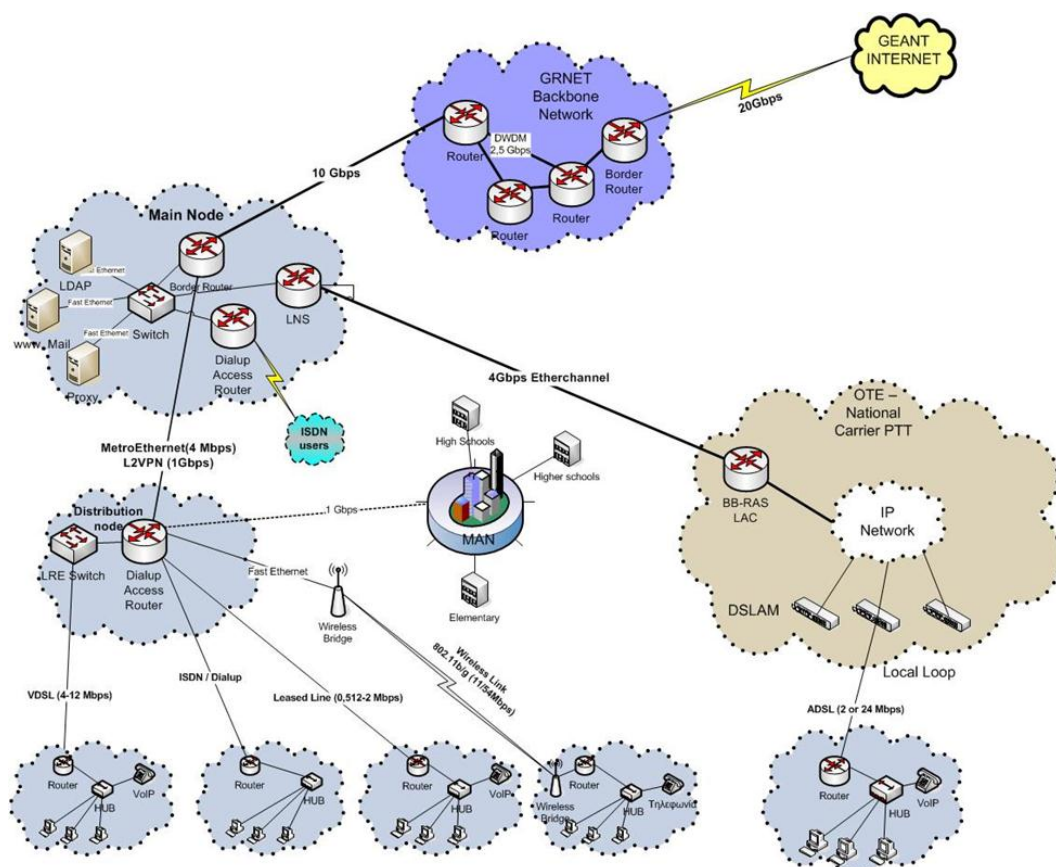 GEANT
INTERNET
GRNET
Backbone
Network
20Gbps
DWDM
2,5 Gbps
Router
Border
Router
Router
Router
10 Gbps
Main Node
LDAP
Ethernet
Border Router
Fast Ethernet
LNS
www, Mail
Switch
Fast Ethernet
Dialup
Access
Router
Proxy
4Gbps Etherchannel
OTE –
National
Carrier PTT
ISDN
users
High Schools
Higher schools
MetroEthernet(4 Mbps)
L2VPN (1Gbps)
BB-RAS
LAC
IP
Network
Distribution
node
1 Gbps
MAN
LRE Switch
Dialup
Access
Router
Fast Ethernet
Wireless
Bridge
Elementary
DSLAM
Local Loop
Wireless Link
802.11b/g (11/54Mbps)
VDSL (4-12 Mbps)
ISDN / Dialup
Leased Line (0,512-2 Mbps)
ADSL (2 or 24 Mbps)
Router
VoIP
HUB
Router
HUB
Router
VoIP
HUB
Wireless
Bridge
Router
Τηλεφωνία
HUB
Router
VoIP
HUB